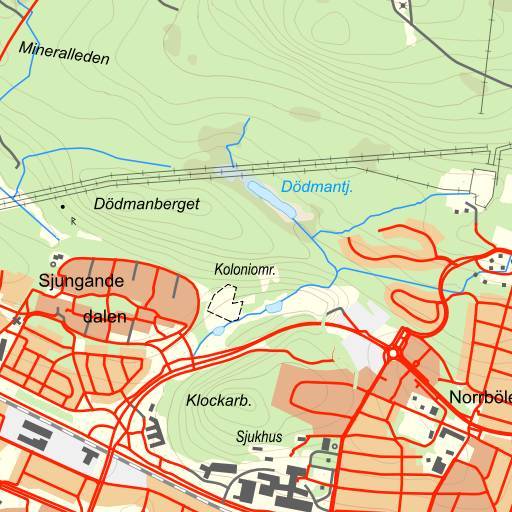 Mineralleden
Dödmantj.
Dödmanberget
R
Koloniomr.
Sjungande
dalen
Klockarb.
Norrböle
Sjukhus